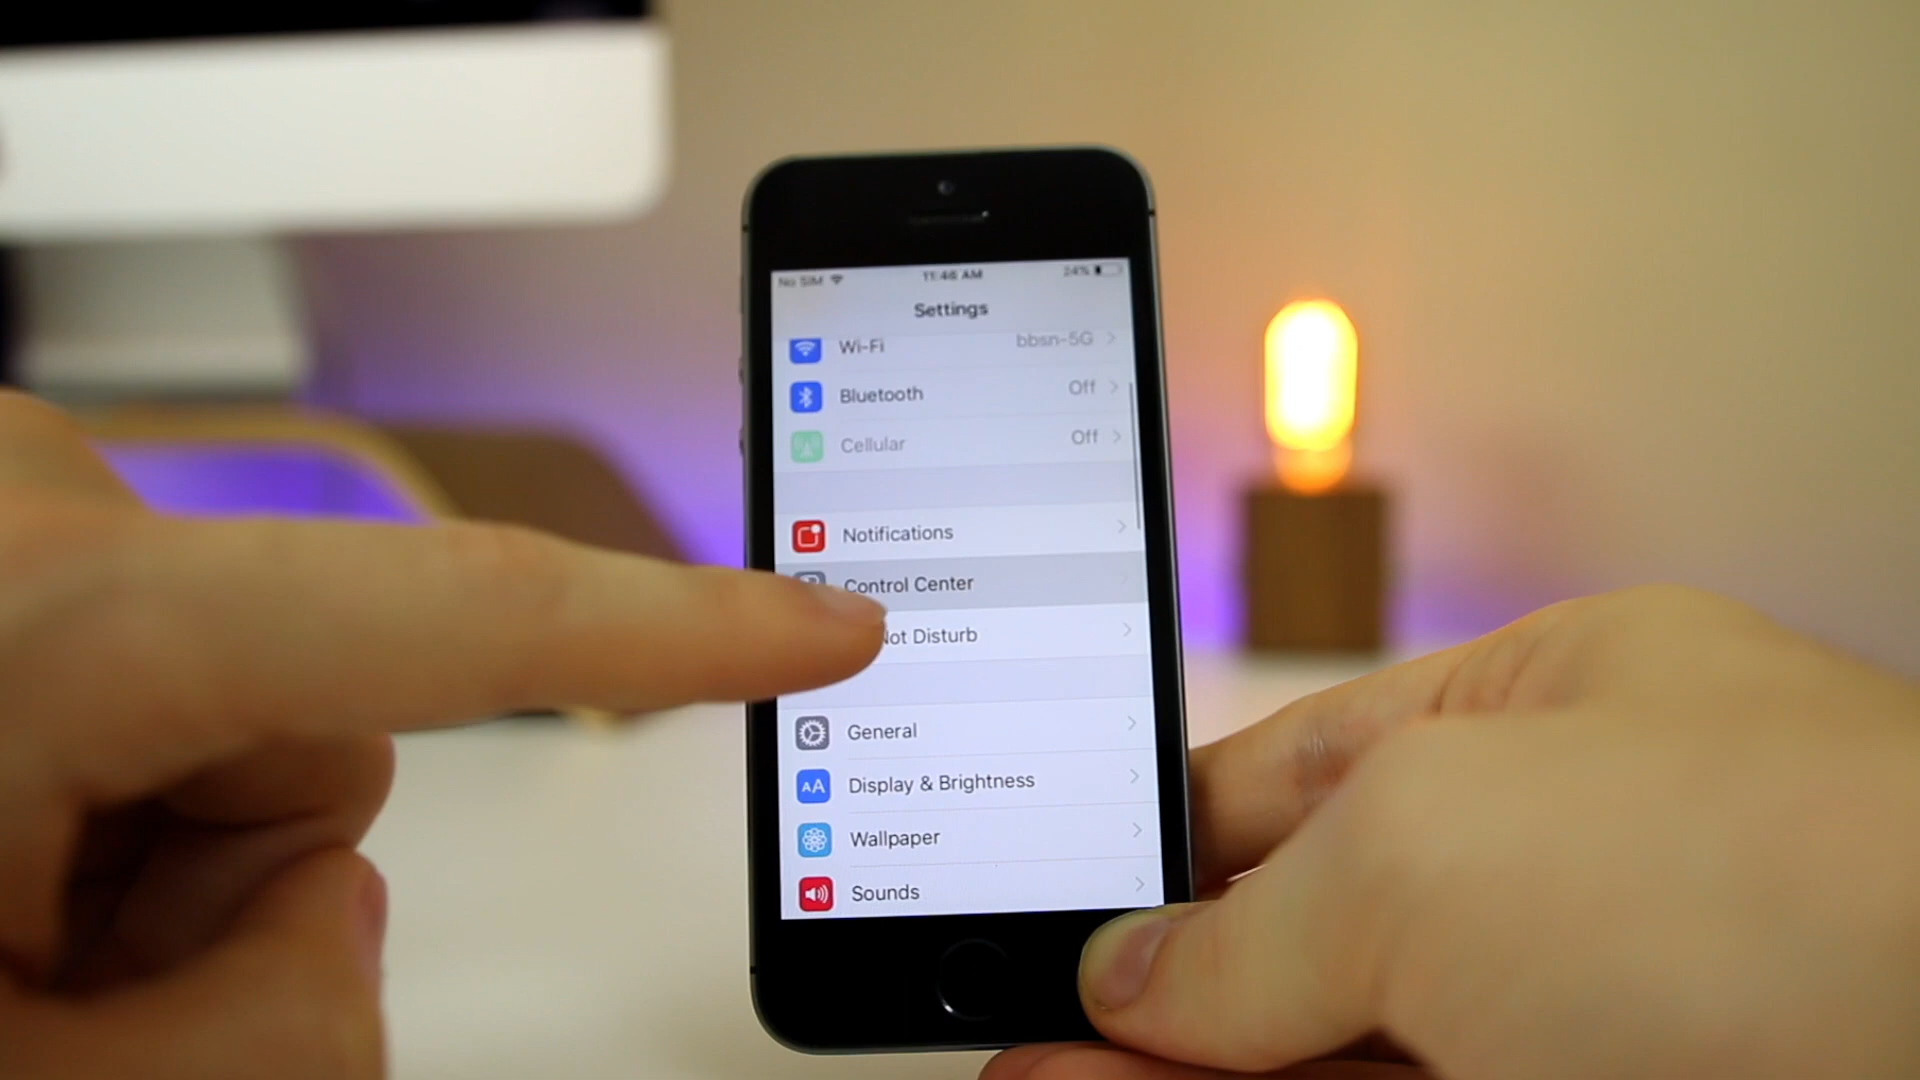 No SIM 11:46 AM 24%
Settings
Wi-Fi bbsn-5G
Bluetooth Off
Cellular Off
Notifications
Control Center
Not Disturb
General
AA Display & Brightness
Wallpaper
Sounds